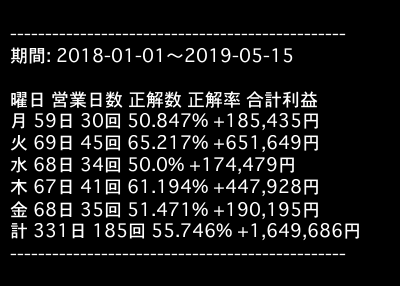 ------------------------------------------------
期間: 2018-01-01〜2019-05-15
曜日 営業日数 正解数 正解率 合計利益
月 59日 30回 50.847% +185,435円
火 69日 45回 65.217% +651,649円
水 68日 34回 50.0% +174,479円
木 67日 41回 61.194% +447,928円
金 68日 35回 51.471% +190,195円
計 331日 185回 55.746% +1,649,686円
------------------------------------------------